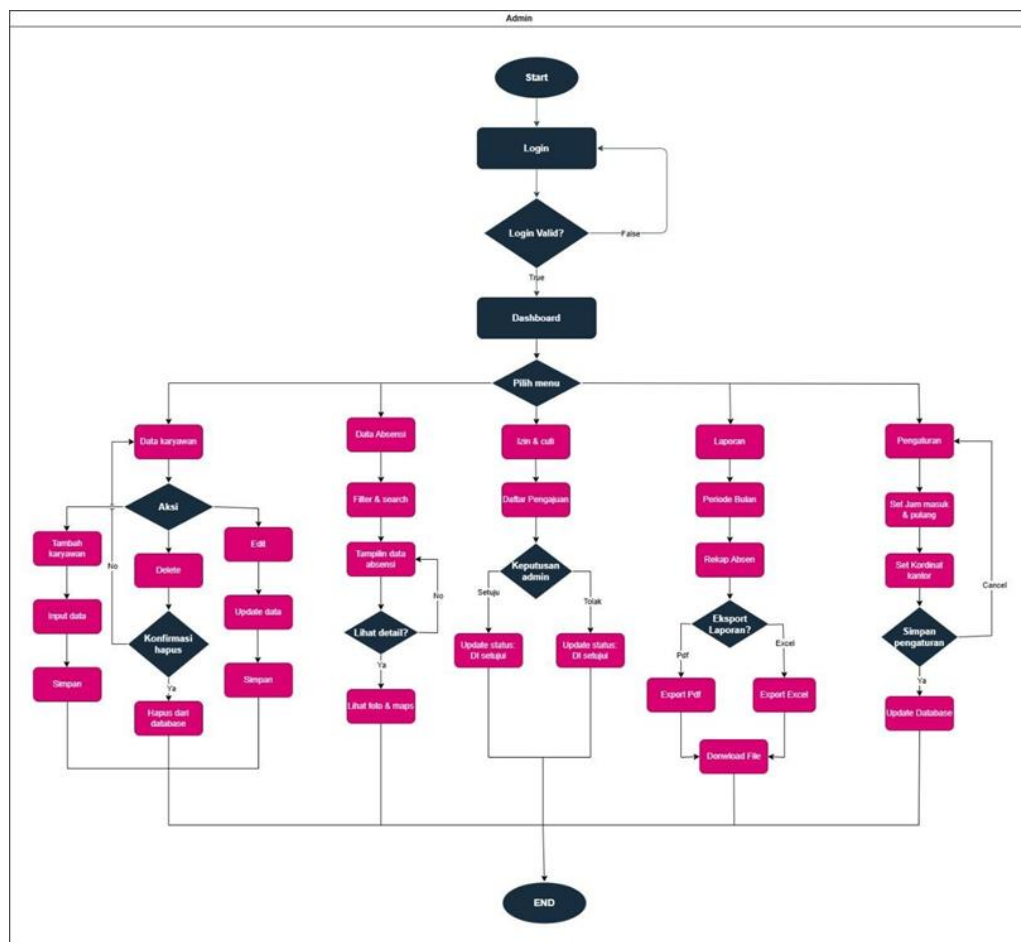 Admin
Start
Login
Login Valid?
False
True
Dashboard
Pilih menu
Data karyawan
Aksi
Tambah
karyawan
Input data
Simpan
Delete
Konfirmasi
hapus
No
Ya
Hapus dari
database
Edit
Update data
Simpan
Data Absensi
Filter & search
Tampilin data
absensi
No
Lihat detail?
Ya
Lihat foto & maps
Izin & cuti
Daftar Pengajuan
Keputusan
admin
Setuju
Tolak
Update status:
DI setujui
Update status:
DI setujui
Laporan
Periode Bulan
Rekap Absen
Eksport
Laporan?
Pdf
Excel
Export Pdf
Export Excel
Donwload File
Pengaturan
Set Jam masuk
& pulang
Set Kordinat
kantor
Cancel
Simpan
pengaturan
Ya
Update Database
END